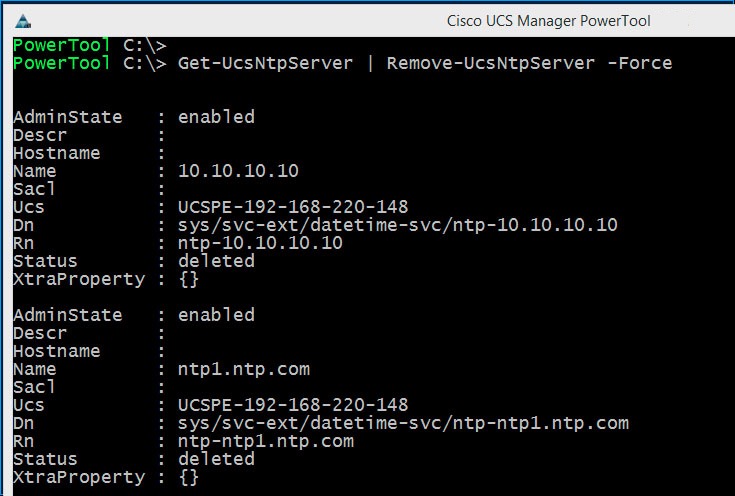 Cisco UCS Manager PowerTool
PowerTool C:\>
PowerTool C:\> Get-UcsNtpServer | Remove-UcsNtpServer -Force
AdminState : enabled
Descr :
Hostname :
Name : 10.10.10.10
Sacl :
Ucs : UCSPE-192-168-220-148
Dn : sys/svc-ext/datetime-svc/ntp-10.10.10.10
Rn : ntp-10.10.10.10
Status : deleted
XtraProperty : {}
AdminState : enabled
Descr :
Hostname :
Name : ntp1.ntp.com
Sacl :
Ucs : UCSPE-192-168-220-148
Dn : sys/svc-ext/datetime-svc/ntp-ntp1.ntp.com
Rn : ntp-ntp1.ntp.com
Status : deleted
XtraProperty : {}